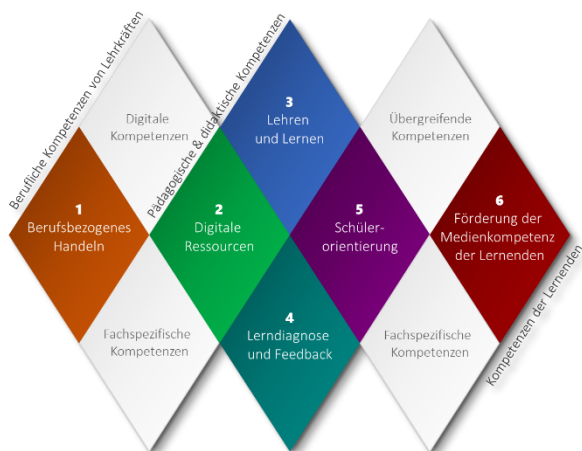 Berufliche Kompetenzen von Lehrkräften
Pädagogische & didaktische Kompetenzen
Digitale
Kompetenzen
3
Lehren
und Lernen
Übergreifende
Kompetenzen
1
Berufsbezogenes
Handeln
2
Digitale
Ressourcen
5
Schüler-
orientierung
6
Förderung der
Medienkompetenz
der Lernenden
Fachspezifische
Kompetenzen
4
Lerndiagnose
und Feedback
Fachspezifische
Kompetenzen
Kompetenzen der Lernenden